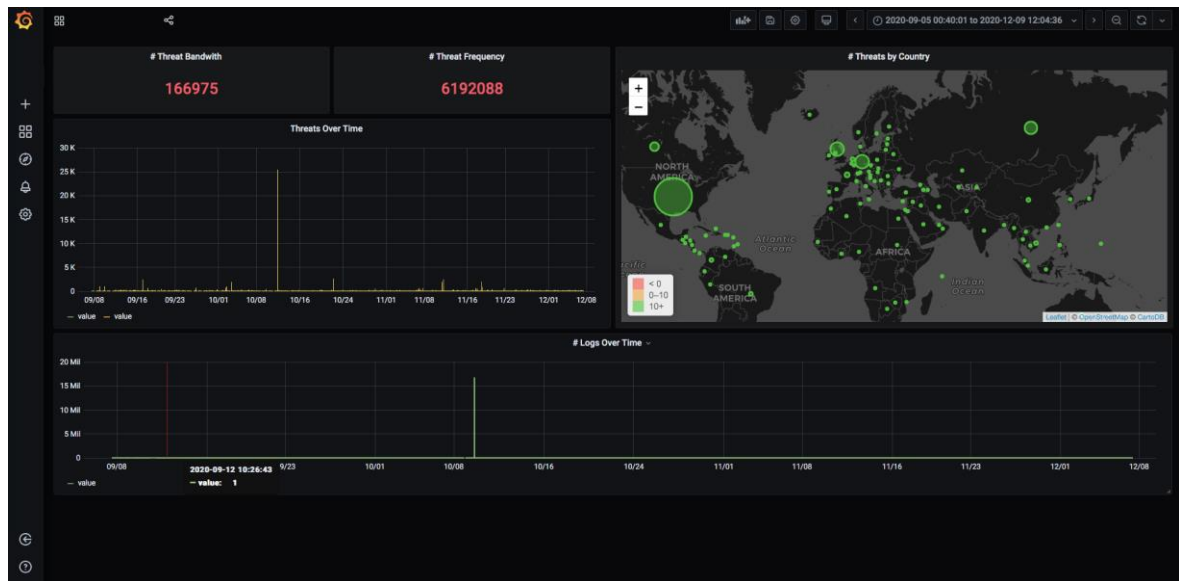 2020-09-05 00:40:01 to 2020-12-09 12:04:36
# Threat Bandwith
166975
# Threat Frequency
6192088
Threats Over Time
30 K
25 K
20 K
15 K
10 K
5 K
0
09/08 09/16 09/23 10/01 10/08 10/16 10/24 11/01 11/08 11/16 11/23 12/01 12/08
value value
# Threats by Country
+
−
NORTH
AMERICA
ASIA
Atlantic
Ocean
AFRICA
Indian
Ocean
SOUTH
AMERICA
< 0
0–10
10+
Leaflet | © OpenStreetMap © CartoDB
# Logs Over Time
20 Mil
15 Mil
10 Mil
5 Mil
0
09/08 9/23 10/01 10/08 10/16 10/24 11/01 11/08 11/16 11/23 12/01 12/08
2020-09-12 10:26:43
value: 1
value